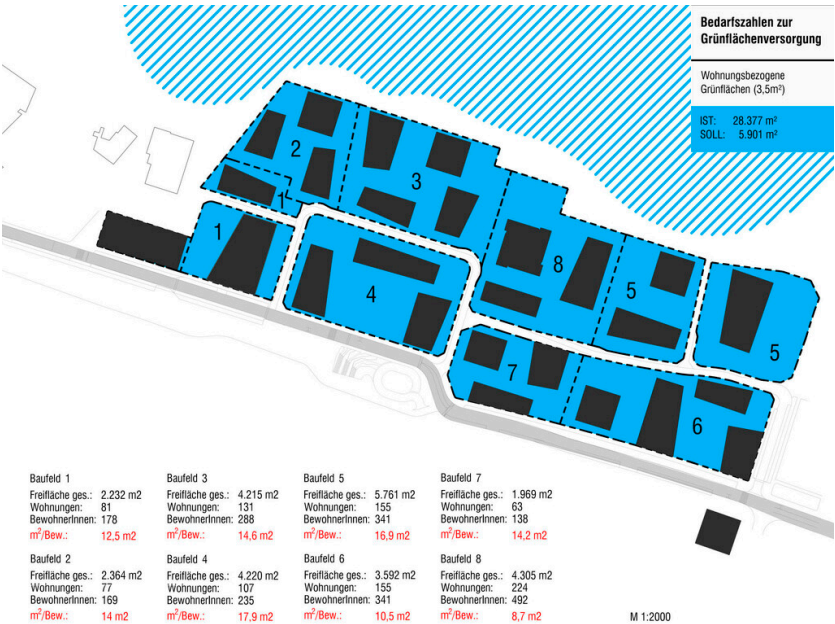 Bedarfszahlen zur
Grünflächenversorgung
Wohnungsbezogene
Grünflächen (3,5m²)
IST: 28.377 m²
SOLL: 5.901 m²
2
3
1
1
8
5
4
5
7
6
Baufeld 1
Freifläche ges.: 2.232 m2
Wohnungen: 81
BewohnerInnen: 178
m²/Bew.: 12,5 m2
Baufeld 3
Freifläche ges.: 4.215 m2
Wohnungen: 131
BewohnerInnen: 288
m²/Bew.: 14,6 m2
Baufeld 5
Freifläche ges.: 5.761 m2
Wohnungen: 155
BewohnerInnen: 341
m²/Bew.: 16,9 m2
Baufeld 7
Freifläche ges.: 1.969 m2
Wohnungen: 63
BewohnerInnen: 138
m²/Bew.: 14,2 m2
Baufeld 2
Freifläche ges.: 2.364 m2
Wohnungen: 77
BewohnerInnen: 169
m²/Bew.: 14 m2
Baufeld 4
Freifläche ges.: 4.220 m2
Wohnungen: 107
BewohnerInnen: 235
m²/Bew.: 17,9 m2
Baufeld 6
Freifläche ges.: 3.592 m2
Wohnungen: 155
BewohnerInnen: 341
m²/Bew.: 10,5 m2
Baufeld 8
Freifläche ges.: 4.305 m2
Wohnungen: 224
BewohnerInnen: 492
m²/Bew.: 8,7 m2
M 1:2000